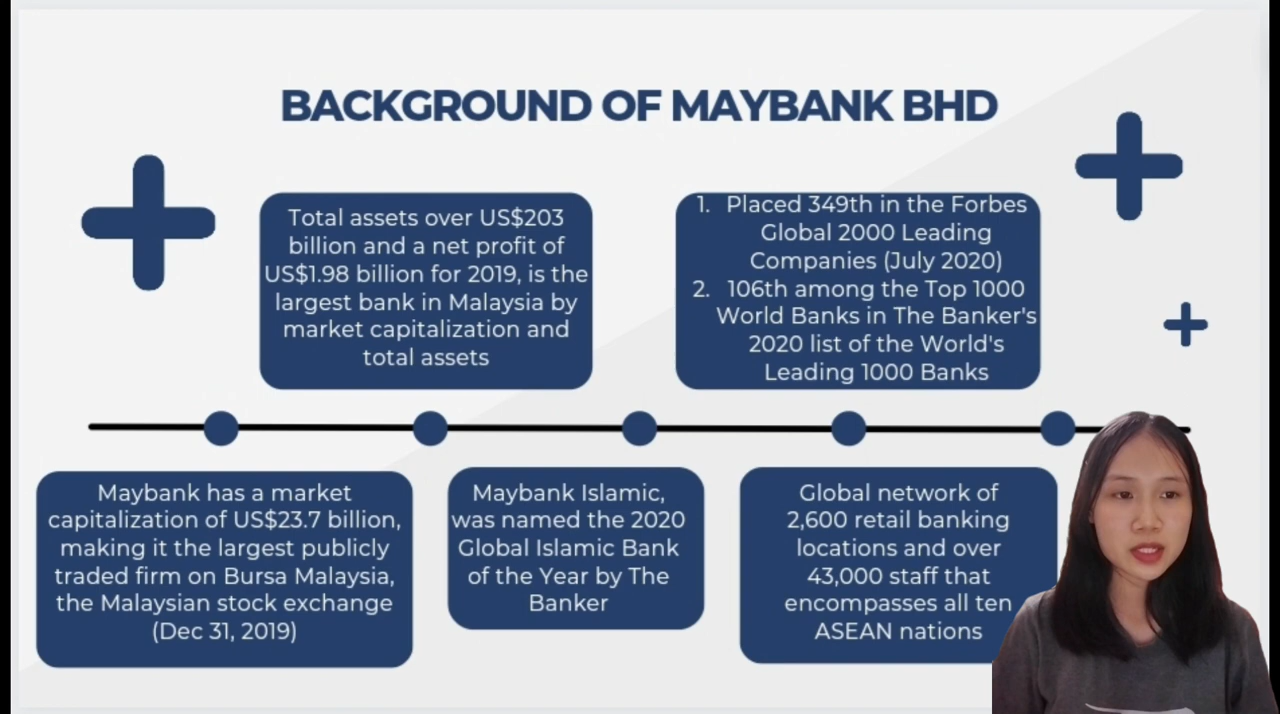 BACKGROUND OF MAYBANK BHD
Total assets over US$203
billion and a net profit of
US$1.98 billion for 2019, is the
largest bank in Malaysia by
market capitalization and
total assets
1. Placed 349th in the Forbes
Global 2000 Leading
Companies (July 2020)
2. 106th among the Top 1000
World Banks in The Banker's
2020 list of the World's
Leading 1000 Banks
Maybank has a market
capitalization of US$23.7 billion,
making it the largest publicly
traded firm on Bursa Malaysia,
the Malaysian stock exchange
(Dec 31, 2019)
Maybank Islamic,
was named the 2020
Global Islamic Bank
of the Year by The
Banker
Global network of
2,600 retail banking
locations and over
43,000 staff that
encompasses all ten
ASEAN nations